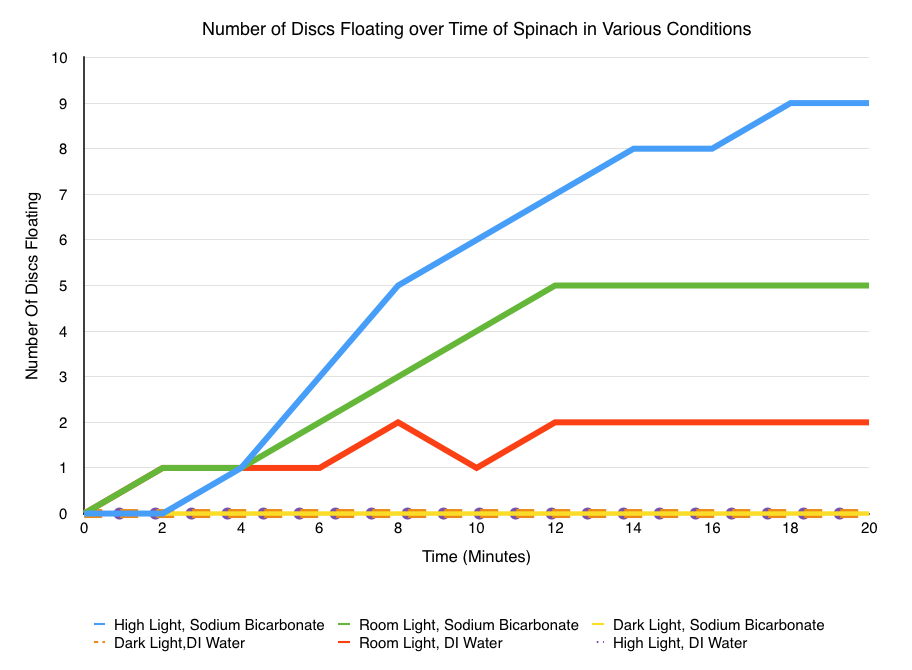 Number of Discs Floating over Time of Spinach in Various Conditions
10
9
8
7
6
5
4
3
2
1
0
Number Of Discs Floating
0 2 4 6 8 10 12 14 16 18 20
Time (Minutes)
High Light, Sodium Bicarbonate Room Light, Sodium Bicarbonate Dark Light, Sodium Bicarbonate
Dark Light,DI Water Room Light, DI Water High Light, DI Water